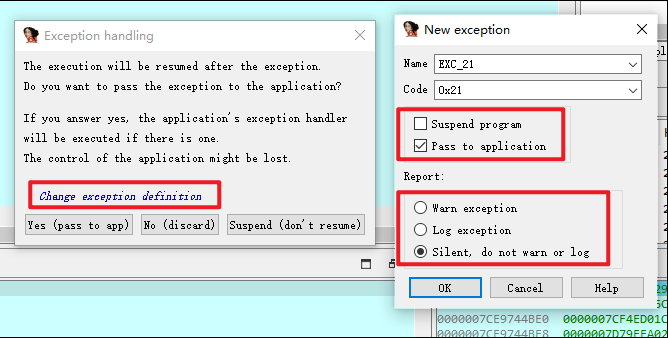 Exception handling
The execution will be resumed after the exception.
Do you want to pass the exception to the application?
If you answer yes, the application's exception handler
will be executed if there is one.
The control of the application might be lost.
Change exception definition
Yes (pass to app)
No (discard)
Suspend (don't resume)
New exception
Name
EXC_21
Code
0x21
Suspend program
Pass to application
Report:
Warn exception
Log exception
Silent, do not warn or log
OK
Cancel
Help
0000007CE9744BE0 0000007CF4ED01C
0000007CE9744BE8 0000007D79EEA02